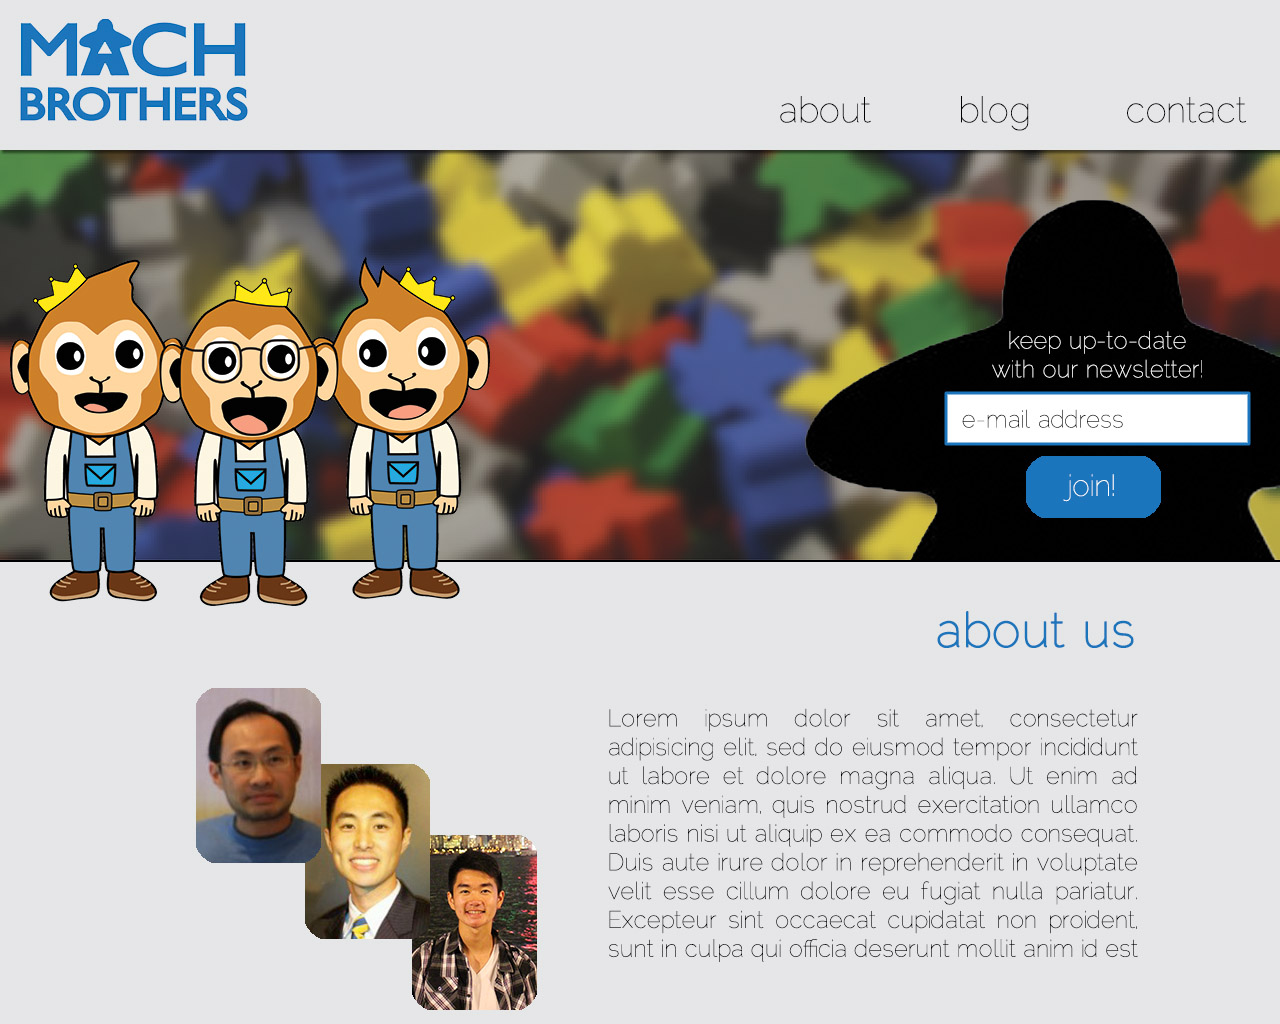 MACH
BROTHERS
about blog contact
keep up-to-date
with our newsletter!
e-mail address
join!
about us
Lorem ipsum dolor sit amet, consectetur
adipisicing elit, sed do eiusmod tempor incididunt
ut labore et dolore magna aliqua. Ut enim ad
minim veniam, quis nostrud exercitation ullamco
laboris nisi ut aliquip ex ea commodo consequat.
Duis aute irure dolor in reprehenderit in voluptate
velit esse cillum dolore eu fugiat nulla pariatur.
Excepteur sint occaecat cupidatat non proident,
sunt in culpa qui officia deserunt mollit anim id est